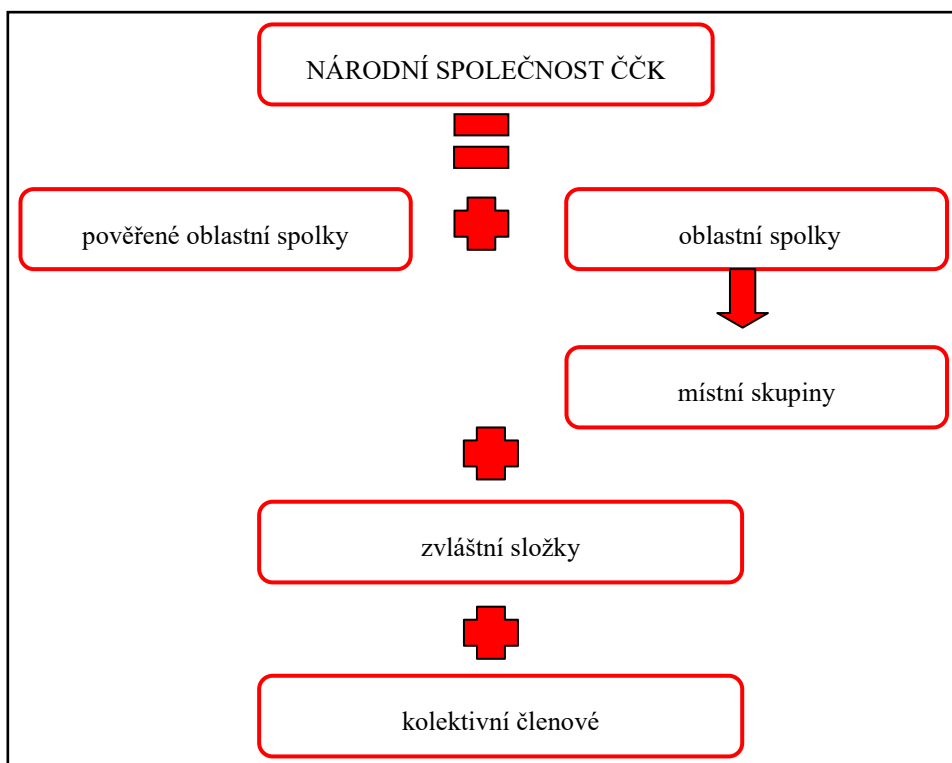 NÁRODNÍ SPOLEČNOST ČČK
pověřené oblastní spolky
oblastní spolky
místní skupiny
zvláštní složky
kolektivní členové